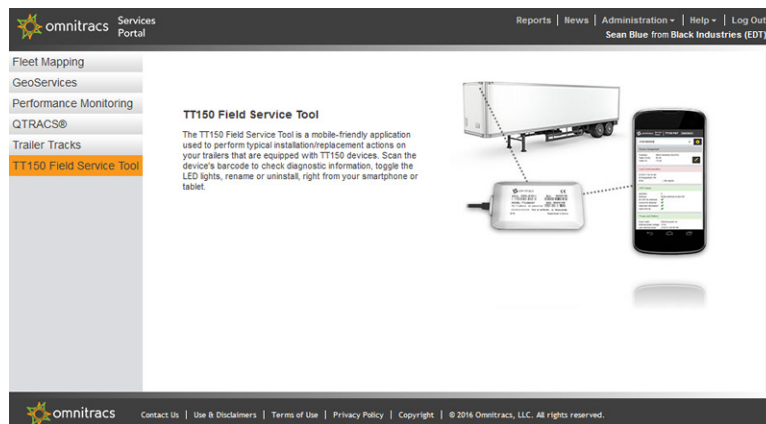 omnitracs Services Portal
Reports | News | Administration | Help | Log Out
Sean Blue from Black Industries (EDT)
Fleet Mapping
GeoServices
Performance Monitoring
QTRACS®
Trailer Tracks
TT150 Field Service Tool
TT150 Field Service Tool
The TT150 Field Service Tool is a mobile-friendly application
used to perform typical installation/replacement actions on
your trailers that are equipped with TT150 devices. Scan the
device's barcode to check diagnostic information, toggle the
LED lights, rename or uninstall, right from your smartphone or
tablet.
omnitracs Contact Us | Use & Disclaimers | Terms of Use | Privacy Policy | Copyright | © 2016 Omnitracs, LLC. All rights reserved.